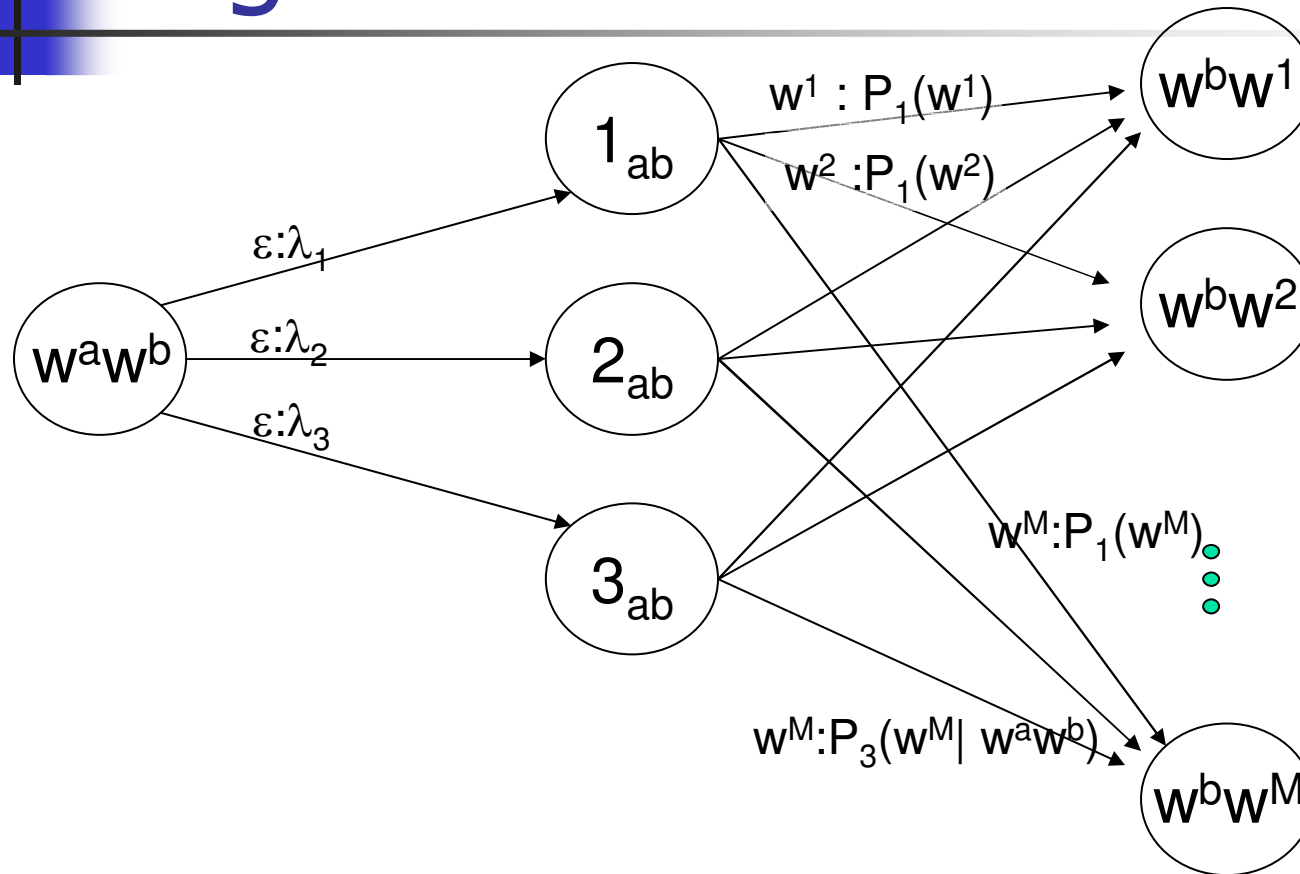 w¹ : P₁(w¹)
wᵇw¹
1ab
w² :P₁(w²)
ε:λ₁
wᵇw²
wᵃwᵇ
ε:λ₂
2ab
ε:λ₃
wᴹ:P₁(wᴹ)
3ab
wᴹ:P₃(wᴹ| wᵃwᵇ)
wᵇwᴹ